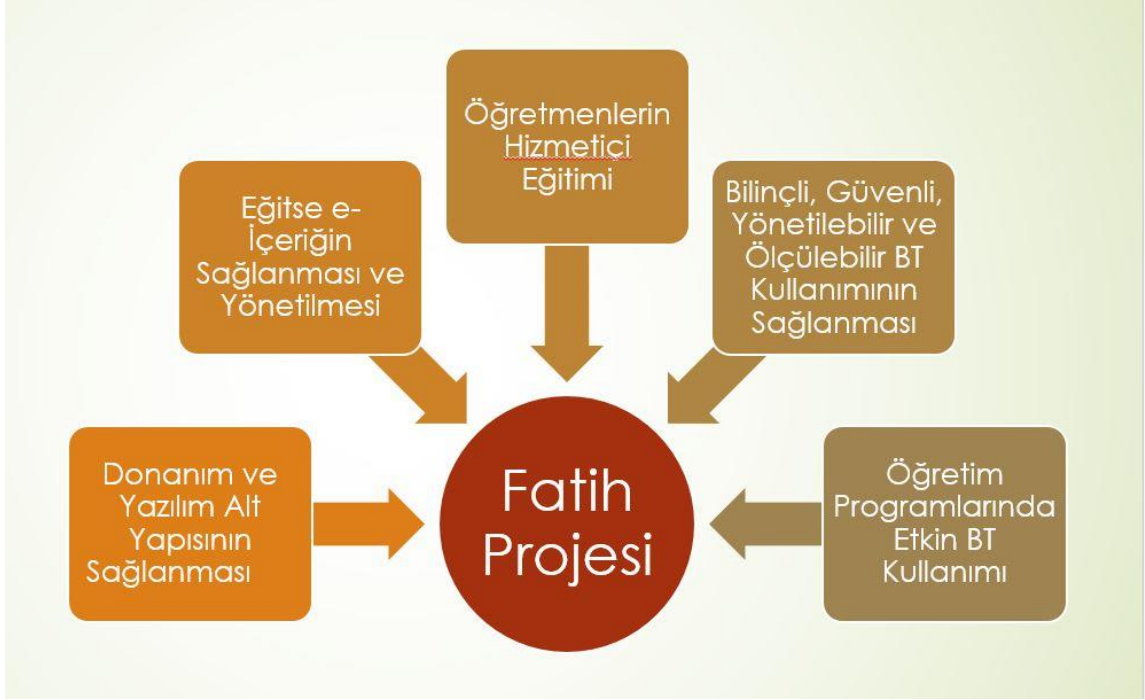 Öğretmenlerin
Hizmetiçi
Eğitimi
Eğitse e-
İçeriğin
Sağlanması ve
Yönetilmesi
Bilinçli, Güvenli,
Yönetilebilir ve
Ölçülebilir BT
Kullanımının
Sağlanması
Donanım ve
Yazılım Alt
Yapısının
Sağlanması
Fatih
Projesi
Öğretim
Programlarında
Etkin BT
Kullanımı